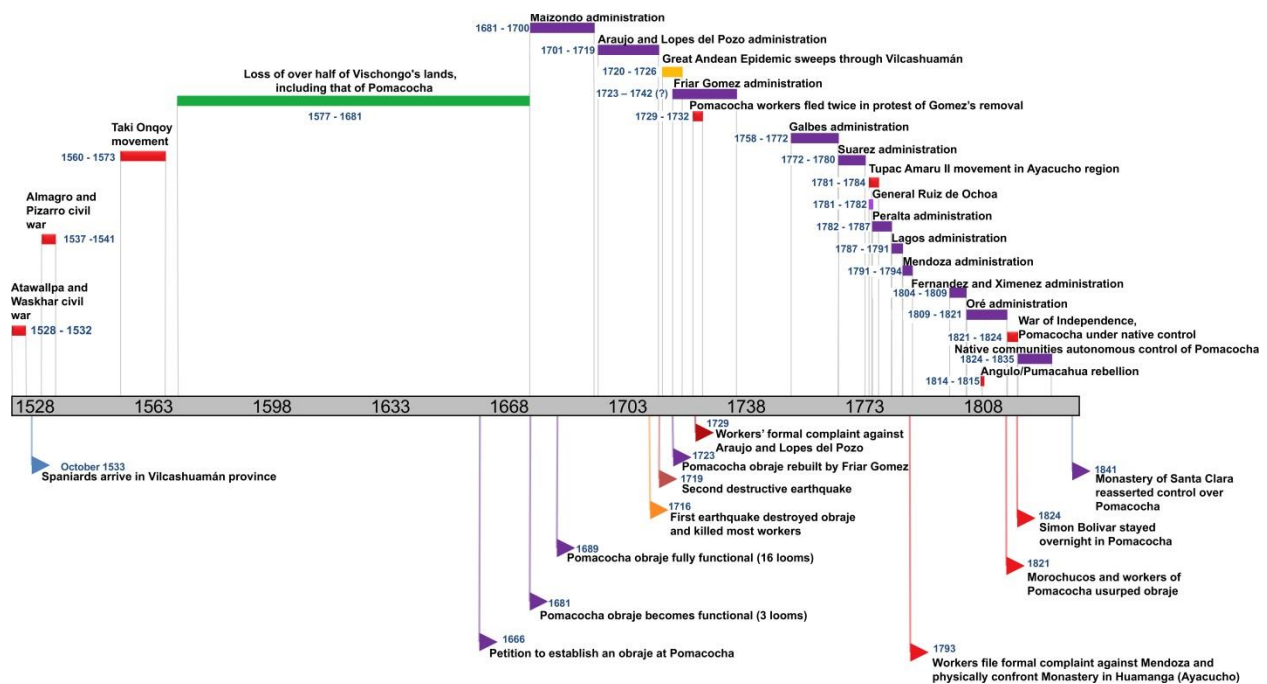 Maizondo administration
1681 - 1700
Araujo and Lopes del Pozo administration
1701 - 1719
Great Andean Epidemic sweeps through Vilcashuamán
1720 - 1726
Friar Gomez administration
1723 – 1742 (?)
Pomacocha workers fled twice in protest of Gomez's removal
1729 - 1732
Loss of over half of Vischongo's lands,
including that of Pomacocha
1577 - 1681
Taki Onqoy
movement
1560 - 1573
Almagro and
Pizarro civil
war
1537 -1541
Atawallpa and
Waskhar civil
war
1528 - 1532
Galbes administration
1758 - 1772
Suarez administration
1772 - 1780
Tupac Amaru II movement in Ayacucho region
1781 - 1784
General Ruiz de Ochoa
1781 - 1782
Peralta administration
1782 - 1787
Lagos administration
1787 - 1791
Mendoza administration
1791 - 1794
Fernandez and Ximenez administration
1804 - 1809
Oré administration
1809 - 1821
War of Independence,
Pomacocha under native control
1821 - 1824
Native communities autonomous control of Pomacocha
1824 - 1835
Angulo/Pumacahua rebellion
1814 - 1815
1528 1563 1598 1633 1668 1703 1738 1773 1808
October 1533
Spaniards arrive in Vilcashuamán province
1729
Workers' formal complaint against
Araujo and Lopes del Pozo
1723
Pomacocha obraje rebuilt by Friar Gomez
1719
Second destructive earthquake
1716
First earthquake destroyed obraje
and killed most workers
1689
Pomacocha obraje fully functional (16 looms)
1681
Pomacocha obraje becomes functional (3 looms)
1666
Petition to establish an obraje at Pomacocha
1841
Monastery of Santa Clara
reasserted control over
Pomacocha
1824
Simon Bolivar stayed
overnight in Pomacocha
1821
Morochucos and workers of
Pomacocha usurped obraje
1793
Workers file formal complaint against Mendoza and
physically confront Monastery in Huamanga (Ayacucho)